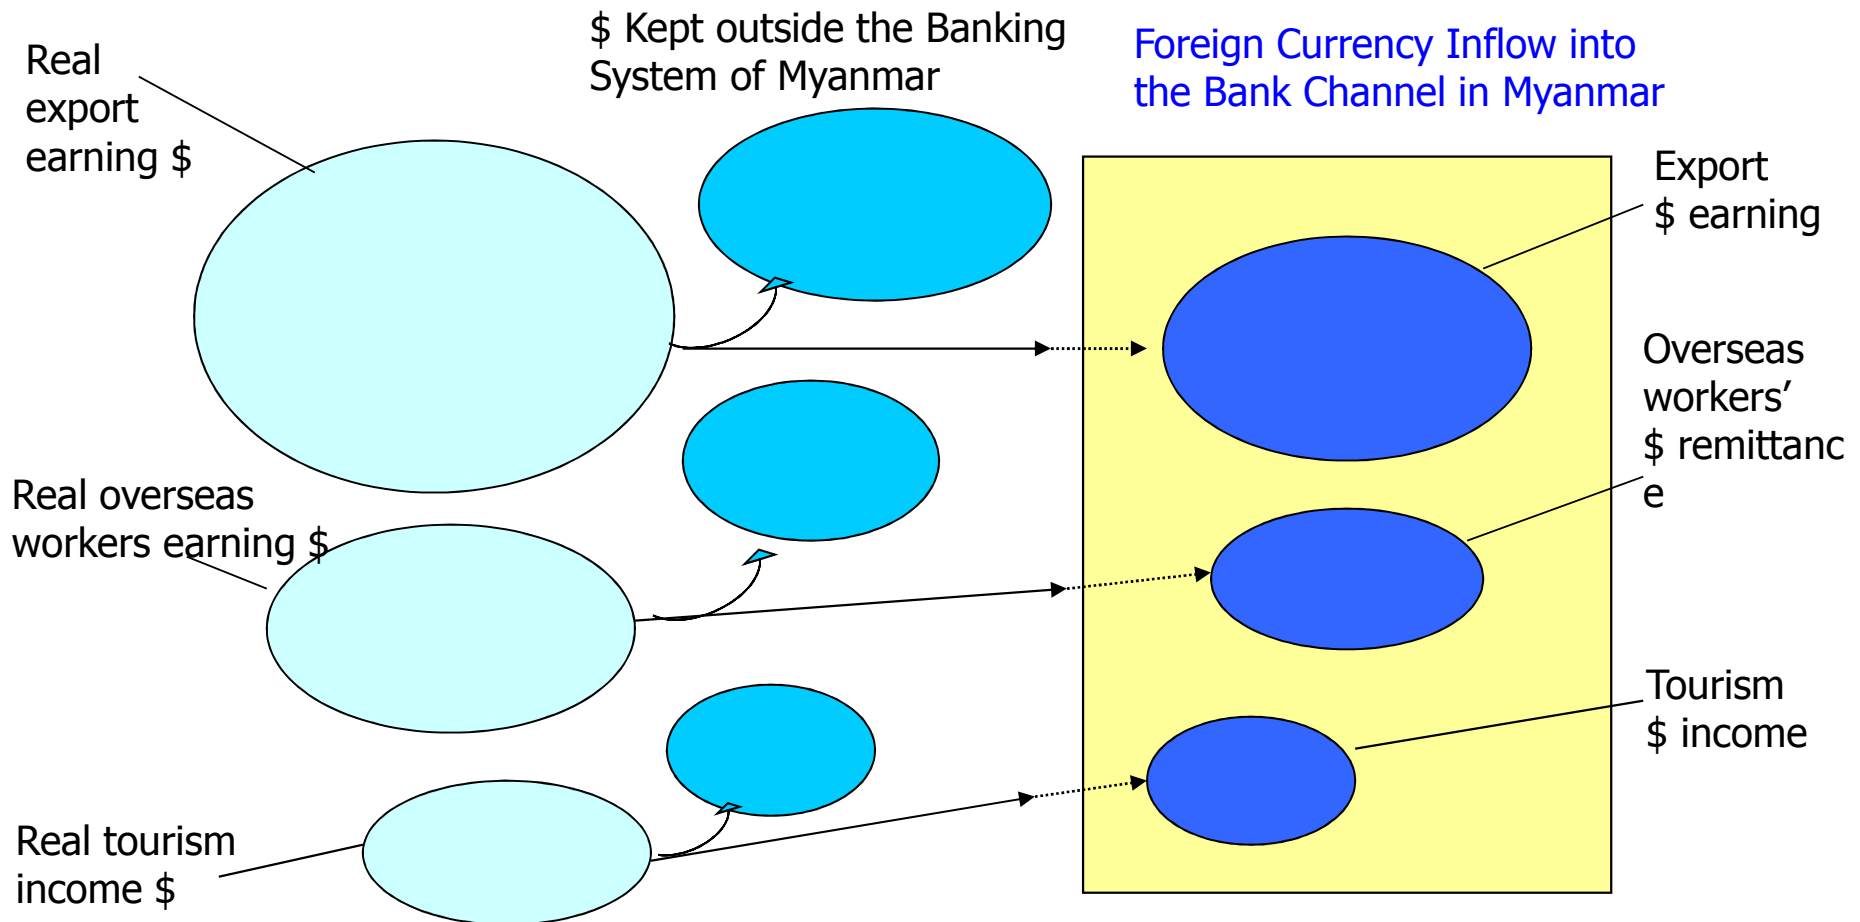 Real
export
earning $
$ Kept outside the Banking
System of Myanmar
Foreign Currency Inflow into
the Bank Channel in Myanmar
Export
$ earning
Overseas
workers’
$ remittanc
e
Real overseas
workers earning $
Tourism
$ income
Real tourism
income $